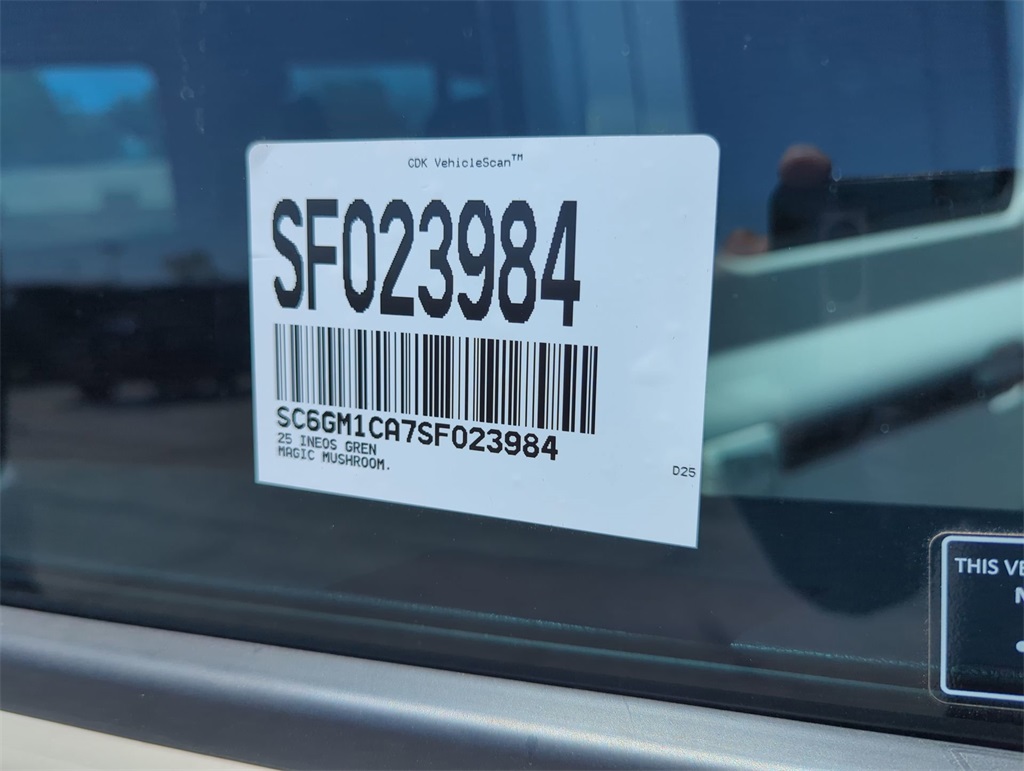 CDK VehicleScan™
SF023984
SC6GM1CA7SF023984
25 INEOS GREN
MAGIC MUSHROOM.
D25
THIS VE
N